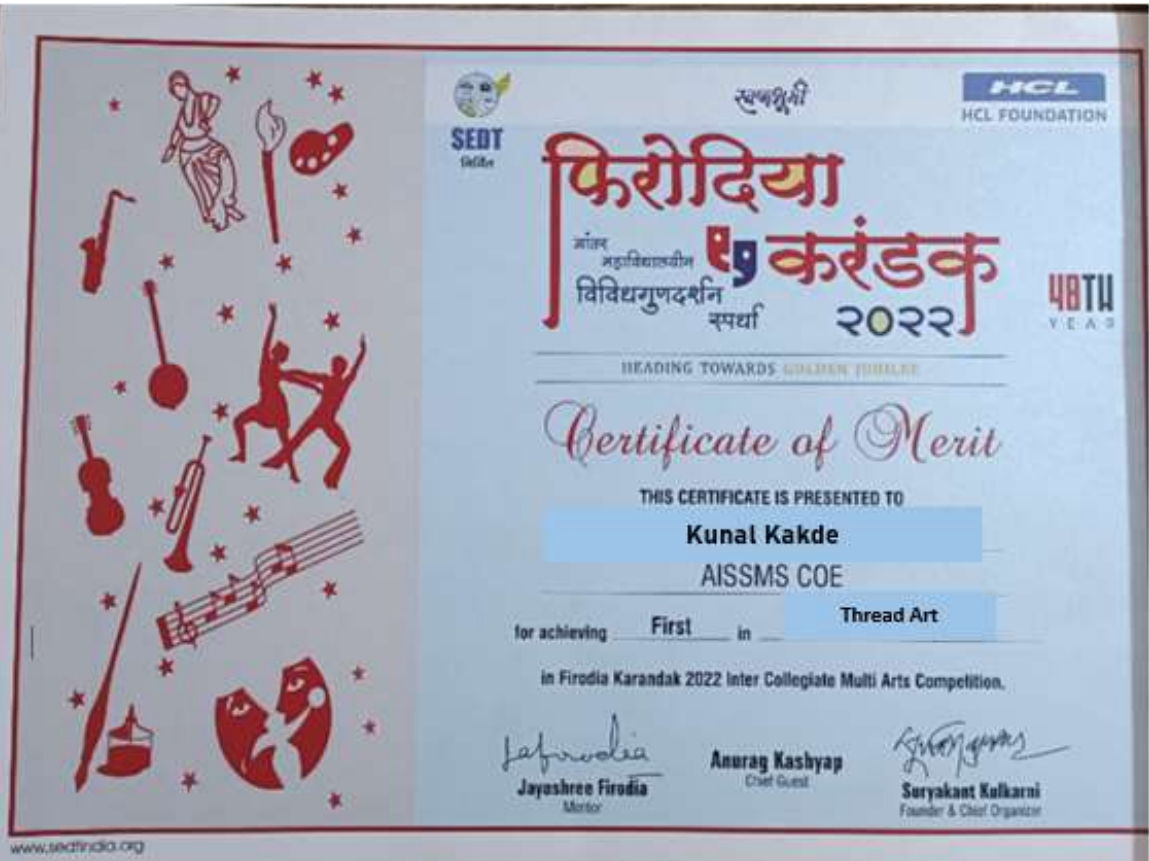 SEDT
निर्मित
स्वप्नभूमी
HCL
HCL FOUNDATION
फिरोदिया
आंतर
महाविद्यालयीन
करंडक
विविधगुणदर्शन
स्पर्धा
२०२२
48TH
YEAR
HEADING TOWARDS GOLDEN JUBILEE
Certificate of Merit
THIS CERTIFICATE IS PRESENTED TO
Kunal Kakde
AISSMS COE
for achieving First in Thread Art
in Firodia Karandak 2022 Inter Collegiate Multi Arts Competition.
Jayashree Firodia
Mentor
Anurag Kashyap
Chief Guest
Suryakant Kulkarni
Founder & Chief Organizer
www.sedtindia.org